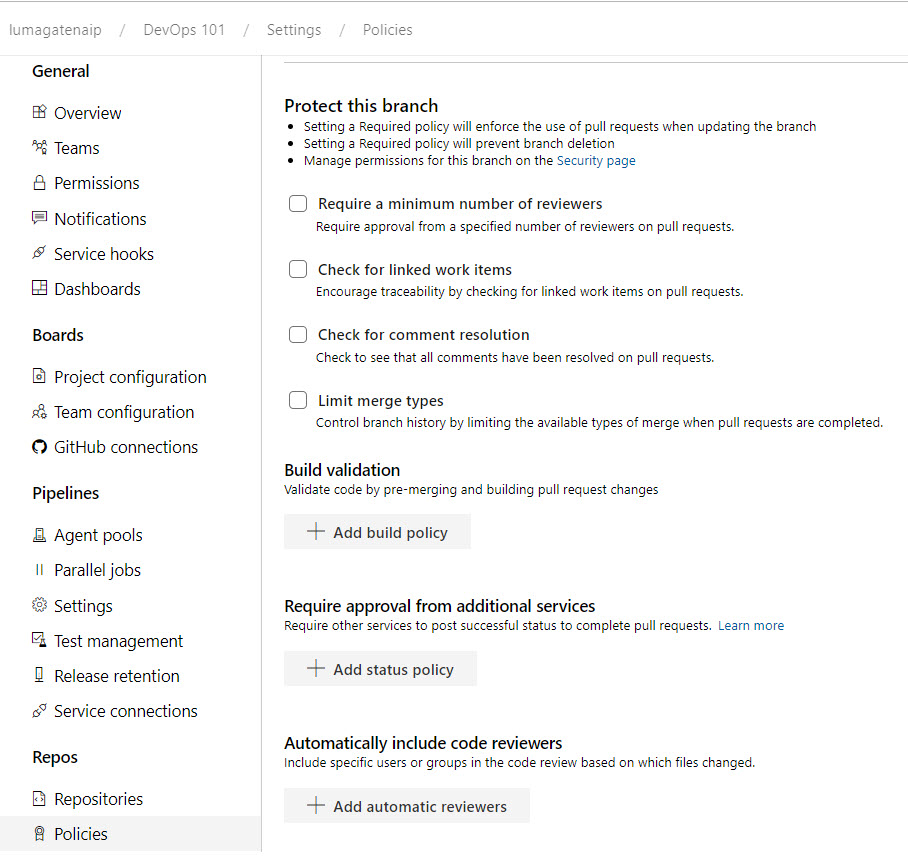 lumagatenaip / DevOps 101 / Settings / Policies
General
Overview
Teams
Permissions
Notifications
Service hooks
Dashboards
Boards
Project configuration
Team configuration
GitHub connections
Pipelines
Agent pools
Parallel jobs
Settings
Test management
Release retention
Service connections
Repos
Repositories
Policies
Protect this branch
• Setting a Required policy will enforce the use of pull requests when updating the branch
• Setting a Required policy will prevent branch deletion
• Manage permissions for this branch on the Security page
Require a minimum number of reviewers
Require approval from a specified number of reviewers on pull requests.
Check for linked work items
Encourage traceability by checking for linked work items on pull requests.
Check for comment resolution
Check to see that all comments have been resolved on pull requests.
Limit merge types
Control branch history by limiting the available types of merge when pull requests are completed.
Build validation
Validate code by pre-merging and building pull request changes
+ Add build policy
Require approval from additional services
Require other services to post successful status to complete pull requests. Learn more
+ Add status policy
Automatically include code reviewers
Include specific users or groups in the code review based on which files changed.
+ Add automatic reviewers